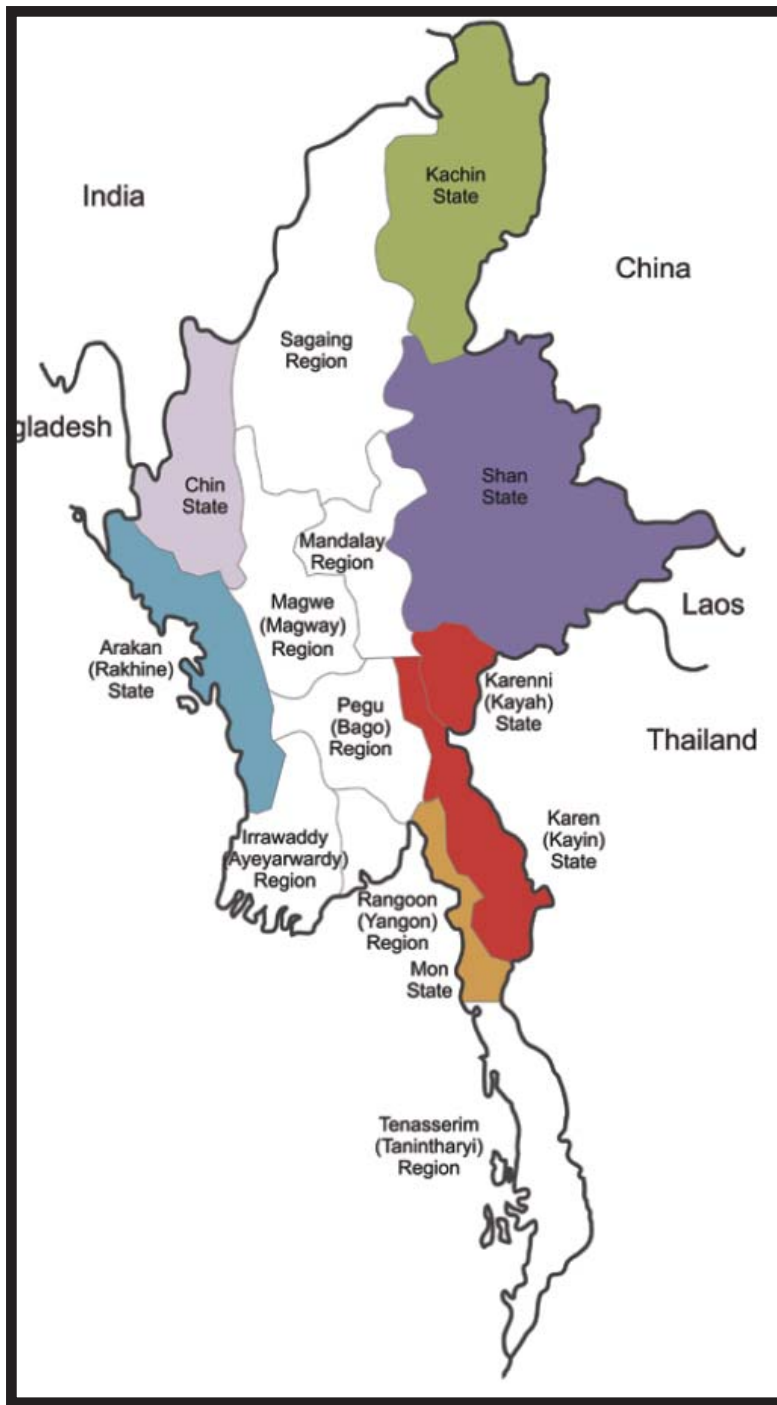 Kachin
State
India
China
Sagaing
Region
gladesh
Chin
State
Shan
State
Mandalay
Region
Laos
Magwe
(Magway)
Region
Arakan
(Rakhine)
State
Karenni
(Kayah)
State
Pegu
(Bago)
Region
Thailand
Karen
(Kayin)
State
Irrawaddy
(Ayeyarwardy)
Region
Rangoon
(Yangon)
Region
Mon
State
Tenasserim
(Tanintharyi)
Region